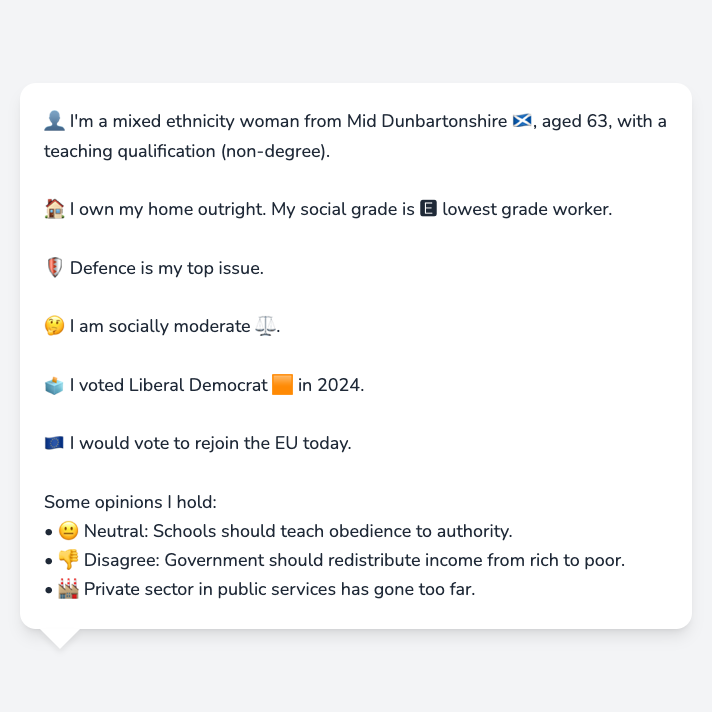 👤 I'm a mixed ethnicity woman from Mid Dunbartonshire 🏴󠁧󠁢󠁳󠁣󠁴󠁿, aged 63, with a
teaching qualification (non-degree).
🏠 I own my home outright. My social grade is 🅴 lowest grade worker.
🛡️ Defence is my top issue.
🤔 I am socially moderate ⚖️.
🗳️ I voted Liberal Democrat 🟧 in 2024.
🇪🇺 I would vote to rejoin the EU today.
Some opinions I hold:
• 😐 Neutral: Schools should teach obedience to authority.
• 👎 Disagree: Government should redistribute income from rich to poor.
• 🏭 Private sector in public services has gone too far.